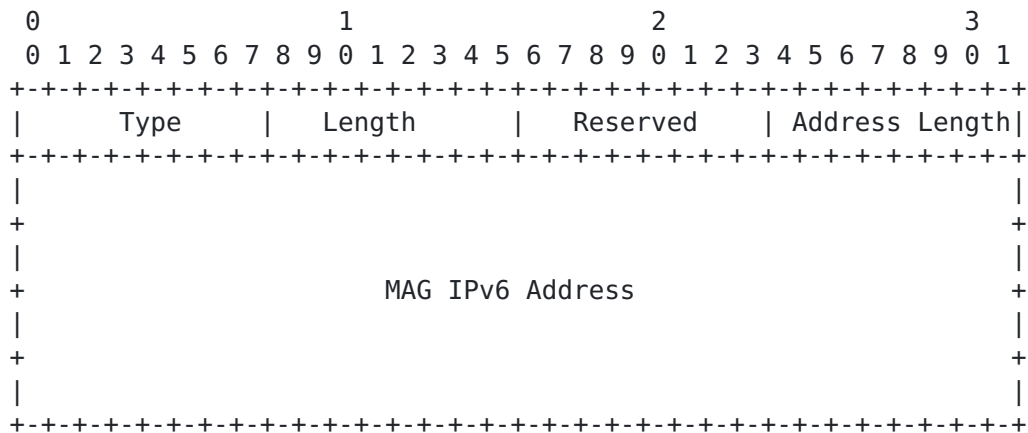 0                   1                   2                   3
 0 1 2 3 4 5 6 7 8 9 0 1 2 3 4 5 6 7 8 9 0 1 2 3 4 5 6 7 8 9 0 1
+-+-+-+-+-+-+-+-+-+-+-+-+-+-+-+-+-+-+-+-+-+-+-+-+-+-+-+-+-+-+-+-+
|      Type     |   Length      |   Reserved    | Address Length|
+-+-+-+-+-+-+-+-+-+-+-+-+-+-+-+-+-+-+-+-+-+-+-+-+-+-+-+-+-+-+-+-+
|                                                               |
+                                                               +
|                                                               |
+                       MAG IPv6 Address                        +
|                                                               |
+                                                               +
|                                                               |
+-+-+-+-+-+-+-+-+-+-+-+-+-+-+-+-+-+-+-+-+-+-+-+-+-+-+-+-+-+-+-+-+